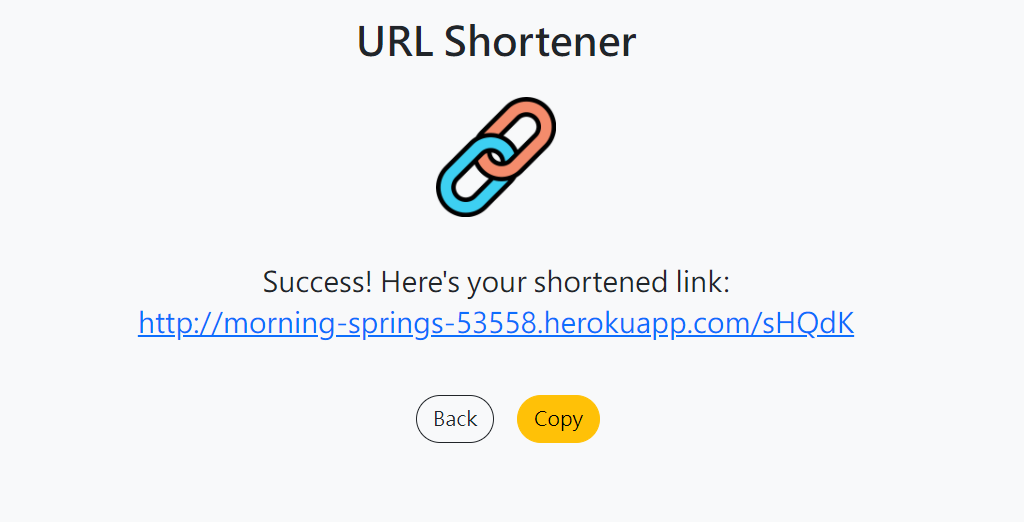 URL Shortener
Success! Here's your shortened link:
http://morning-springs-53558.herokuapp.com/sHQdK
Back Copy